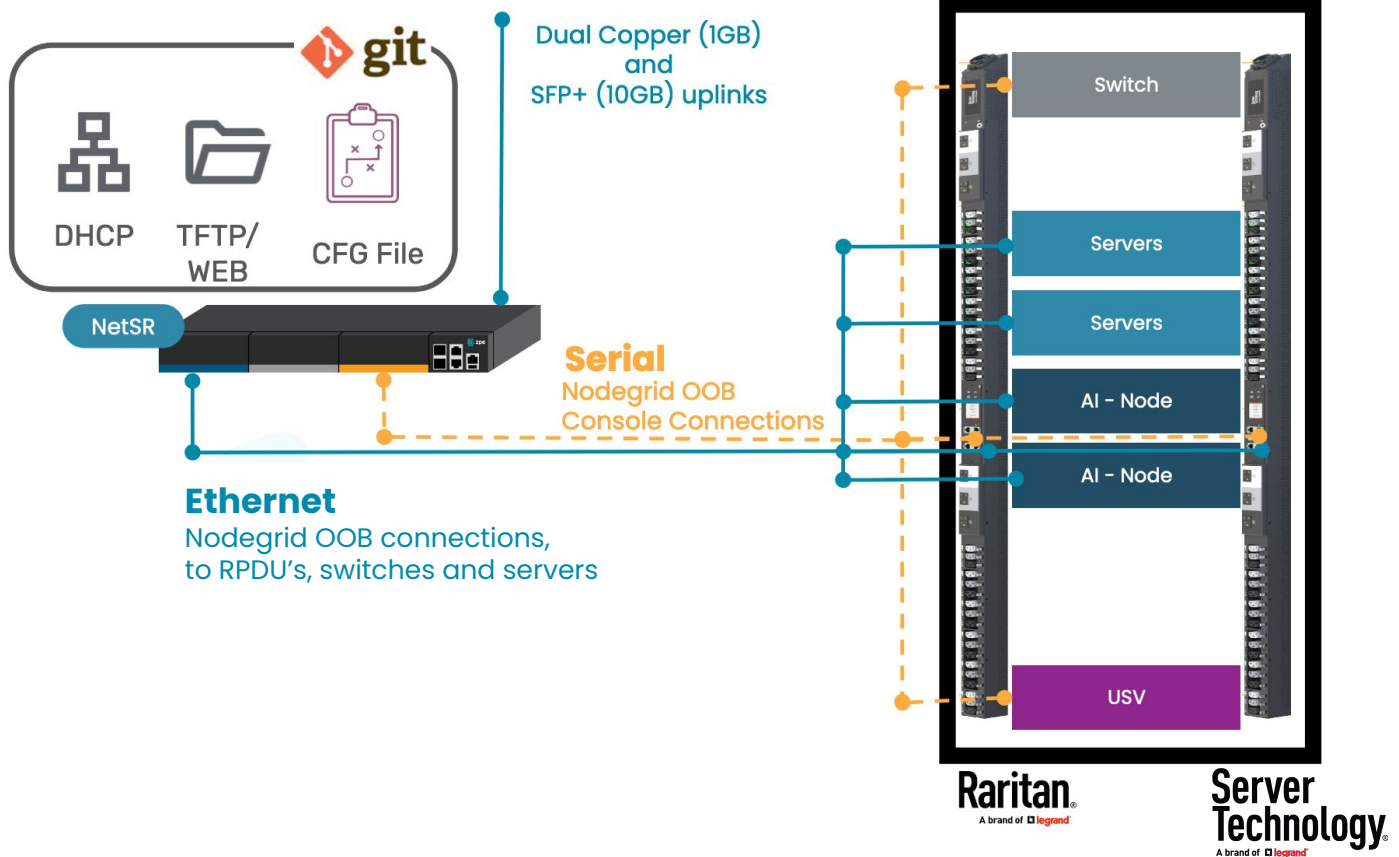 git
DHCP
TFTP/
WEB
CFG File
NetSR
zpe
Dual Copper (1GB)
and
SFP+ (10GB) uplinks
Serial
Nodegrid OOB
Console Connections
Ethernet
Nodegrid OOB connections,
to RPDU's, switches and servers
Switch
Servers
Servers
AI - Node
AI - Node
USV
Raritan®
A brand of legrand®
Server
Technology®
A brand of legrand®